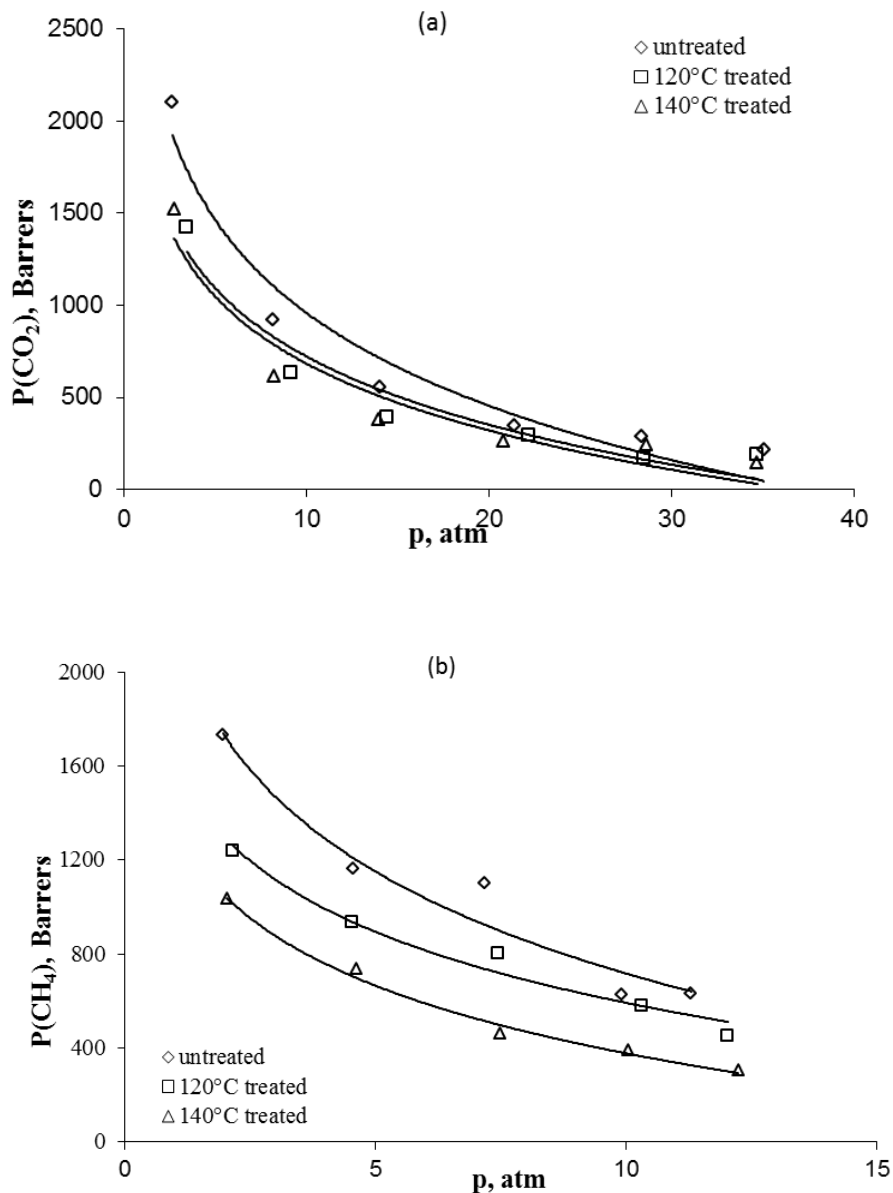 (a)
2500
2000
1500
1000
500
0
P(CO₂), Barrers
◇ untreated
□ 120°C treated
△ 140°C treated
0 10 20 30 40
p, atm
(b)
2000
1600
1200
800
400
0
P(CH₄), Barrers
◇ untreated
□ 120°C treated
△ 140°C treated
0 5 10 15
p, atm